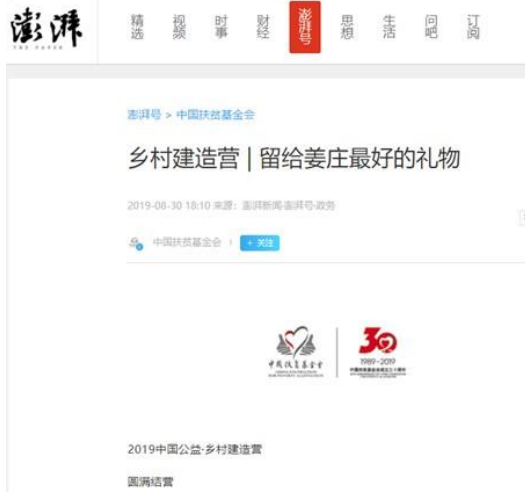 澎湃
THE PAPER
精选 视频 时事 财经 澎湃号 思想 生活 问吧 订阅
澎湃号 > 中国扶贫基金会
乡村建造营 | 留给姜庄最好的礼物
2019-08-30 18:10 来源：澎湃新闻·澎湃号·政务
中国扶贫基金会
+ 关注
中国扶贫基金会
30
1989-2019
2019中国公益·乡村建造营
圆满结营